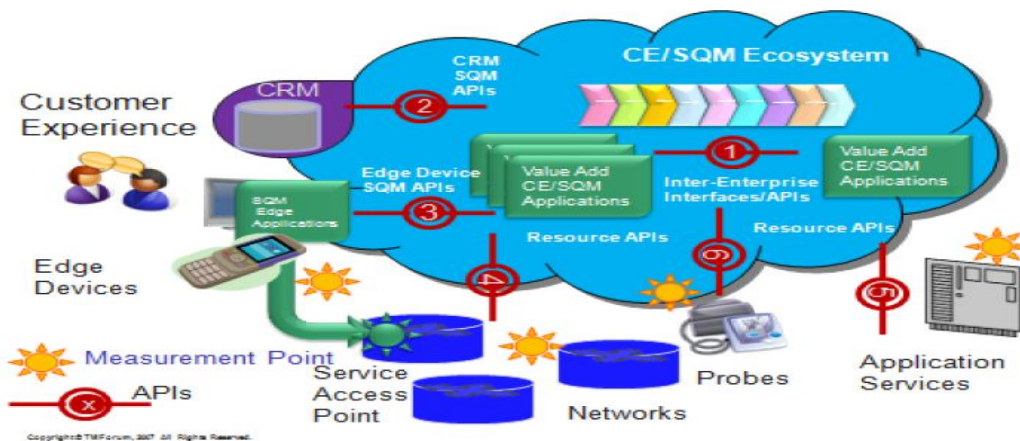 CE/SQM Ecosystem
CRM
SQM
APIs
CRM
2
Customer
Experience
1
Value Add
CE/SQM
Applications
Value Add
CE/SQM
Applications
Edge Device
SQM APIs
Inter-Enterprise
Interfaces/APIs
SQM
Edge
Applications
3
Resource APIs
Resource APIs
4
6
5
Edge
Devices
Measurement Point
Service
Access
Point
Networks
Probes
Application
Services
x
APIs
Copyright© TMForum, 2007 All Rights Reserved.